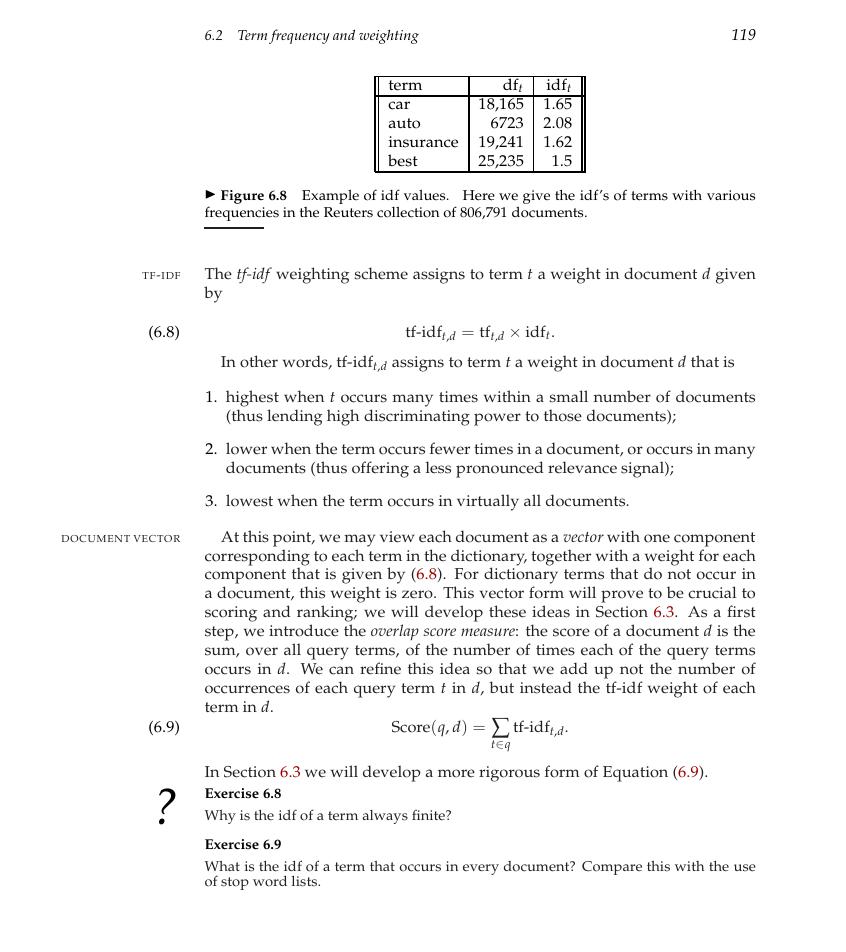 6.2 Term frequency and weighting 119
term df_t idf_t
car 18,165 1.65
auto 6723 2.08
insurance 19,241 1.62
best 25,235 1.5
► Figure 6.8 Example of idf values. Here we give the idf's of terms with various
frequencies in the Reuters collection of 806,791 documents.
TF-IDF The tf-idf weighting scheme assigns to term t a weight in document d given
by
(6.8) tf-idf_{t,d} = tf_{t,d} × idf_t.
In other words, tf-idf_{t,d} assigns to term t a weight in document d that is
1. highest when t occurs many times within a small number of documents
(thus lending high discriminating power to those documents);
2. lower when the term occurs fewer times in a document, or occurs in many
documents (thus offering a less pronounced relevance signal);
3. lowest when the term occurs in virtually all documents.
DOCUMENT VECTOR At this point, we may view each document as a vector with one component
corresponding to each term in the dictionary, together with a weight for each
component that is given by (6.8). For dictionary terms that do not occur in
a document, this weight is zero. This vector form will prove to be crucial to
scoring and ranking; we will develop these ideas in Section 6.3. As a first
step, we introduce the overlap score measure: the score of a document d is the
sum, over all query terms, of the number of times each of the query terms
occurs in d. We can refine this idea so that we add up not the number of
occurrences of each query term t in d, but instead the tf-idf weight of each
term in d.
(6.9) Score(q, d) = ∑_{t∈q} tf-idf_{t,d}.
In Section 6.3 we will develop a more rigorous form of Equation (6.9).
? Exercise 6.8
Why is the idf of a term always finite?
Exercise 6.9
What is the idf of a term that occurs in every document? Compare this with the use
of stop word lists.